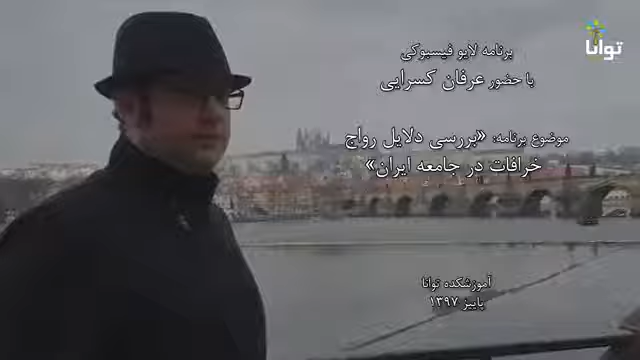 توانا
برنامه لایو فیسبوکی
با حضور عرفان کسرایی
موضوع برنامه: «بررسی دلایل رواج
خرافات در جامعه ایران»
آموزشکده توانا
پاییز ۱۳۹۷